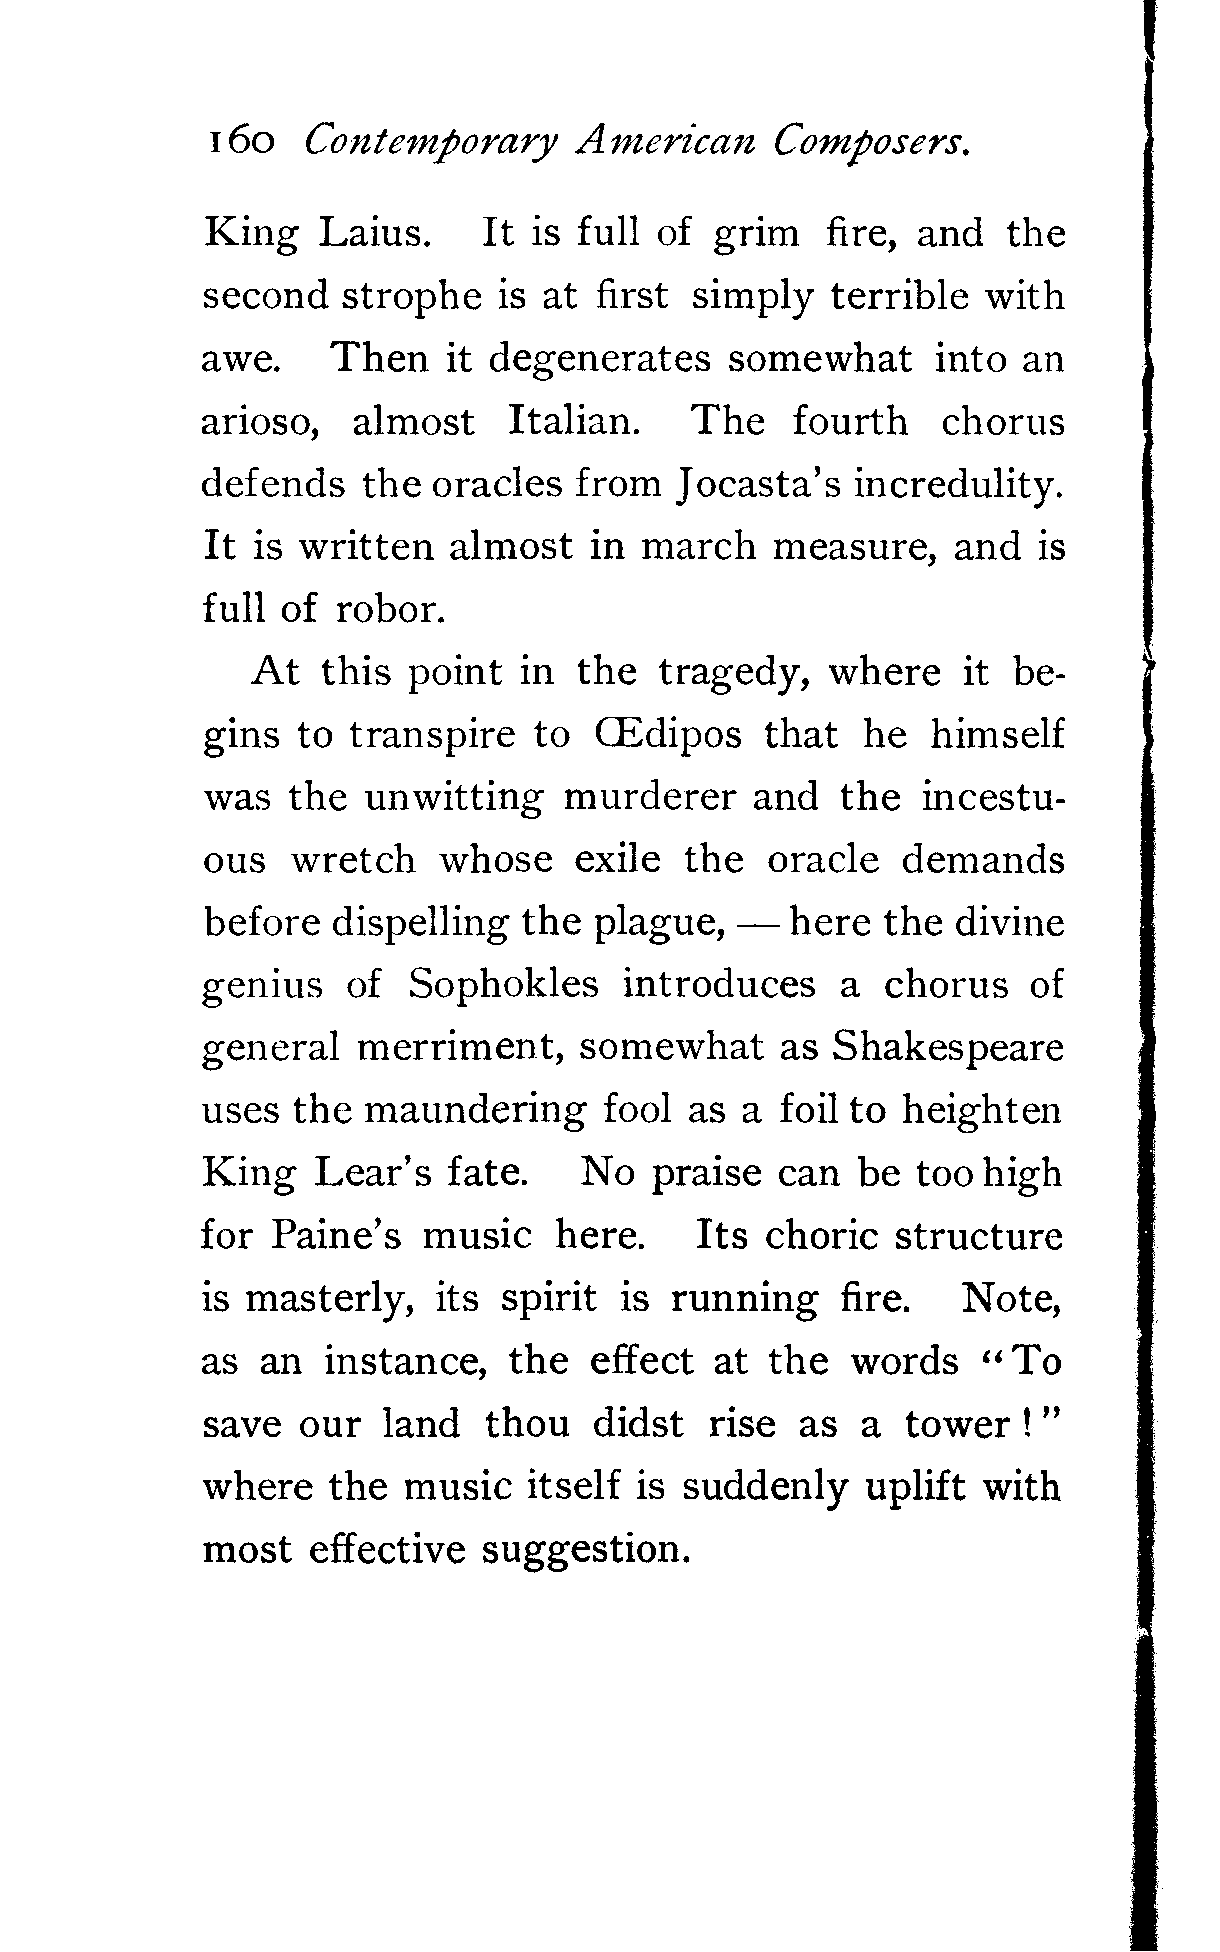 160 Contemporary American Composers.
King Laius. It is full of grim fire, and the
second strophe is at first simply terrible with
awe. Then it degenerates somewhat into an
arioso, almost Italian. The fourth chorus
defends the oracles from Jocasta's incredulity.
It is written almost in march measure, and is
full of robor.
At this point in the tragedy, where it be-
gins to transpire to Œdipos that he himself
was the unwitting murderer and the incestu-
ous wretch whose exile the oracle demands
before dispelling the plague, — here the divine
genius of Sophokles introduces a chorus of
general merriment, somewhat as Shakespeare
uses the maundering fool as a foil to heighten
King Lear's fate. No praise can be too high
for Paine's music here. Its choric structure
is masterly, its spirit is running fire. Note,
as an instance, the effect at the words “To
save our land thou didst rise as a tower!”
where the music itself is suddenly uplift with
most effective suggestion.